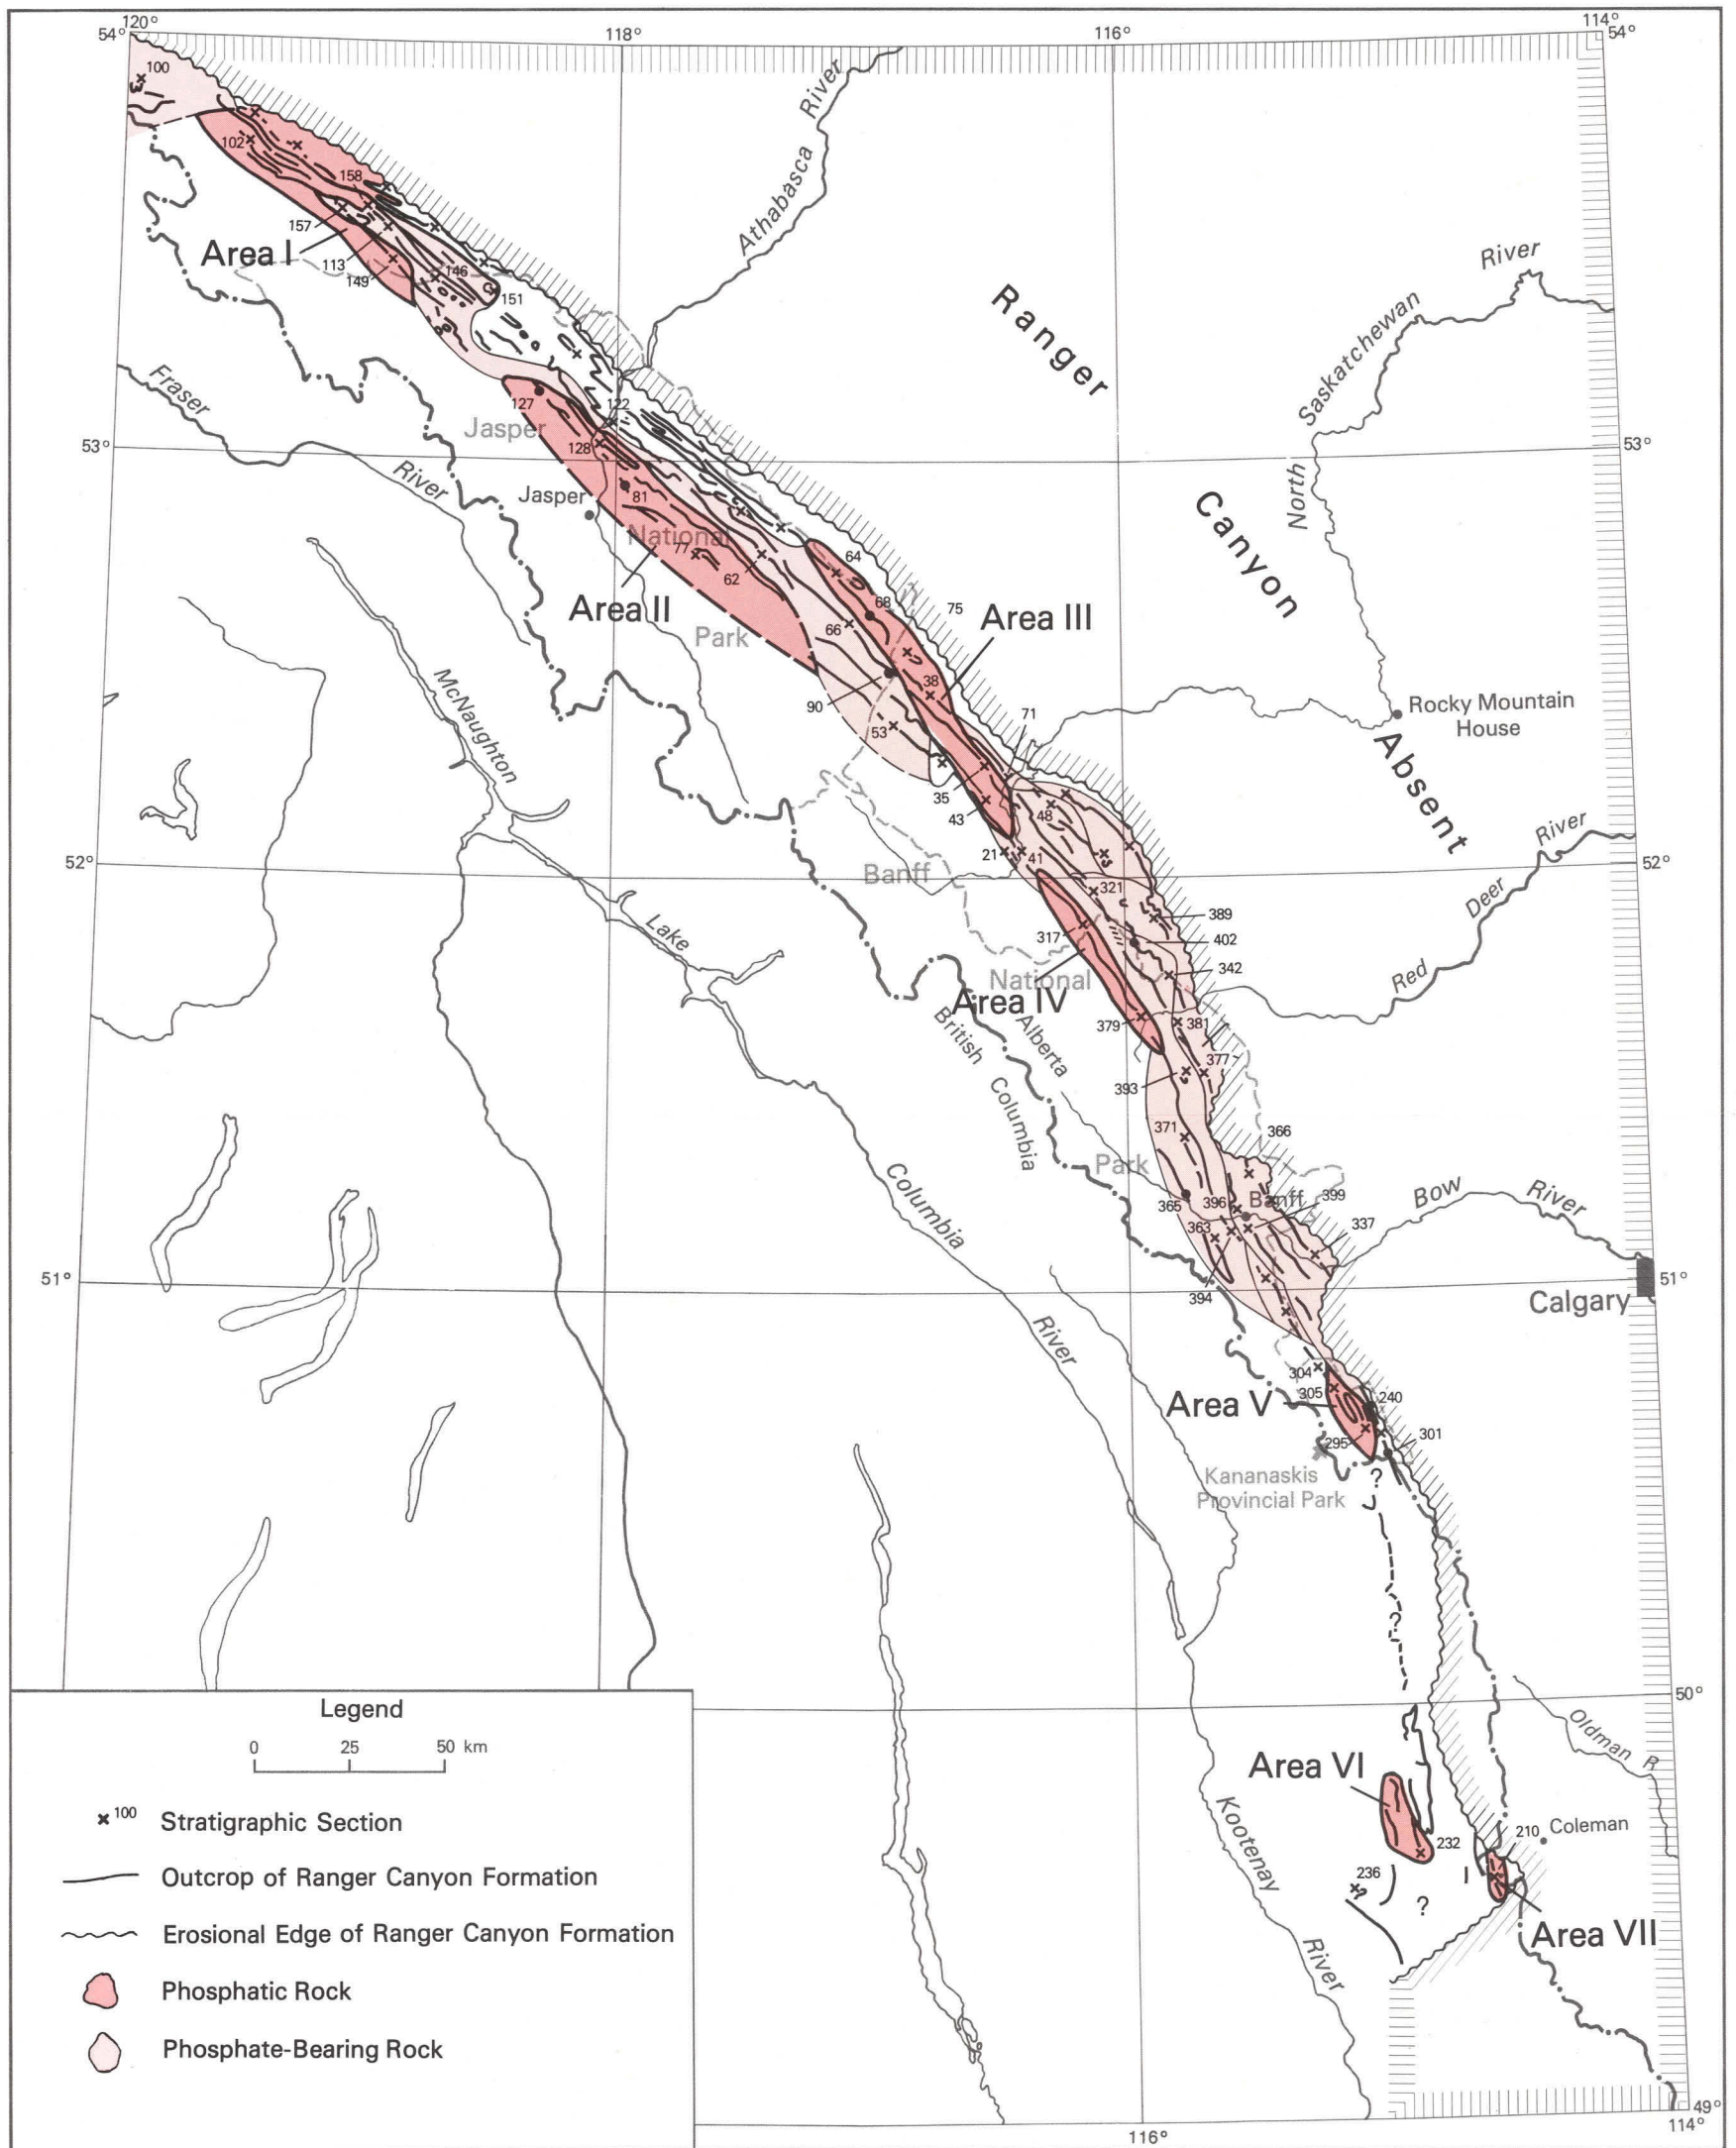 120°
118°
116°
114°
54°
54°
100
River
Athabasca
102
158
157
Area I
113
149
146
151
Ranger
River
Saskatchewan
North
Fraser
River
53°
53°
127
122
Jasper
128
Jasper
81
National
77
62
Area II
Park
Canyon
64
68
75
66
Area III
38
90
53
71
Rocky Mountain
House
Absent
McNaughton
Lake
35
43
48
21
41
52°
52°
River
Deer
Red
Banff
321
389
402
317
342
National
Area IV
379
381
Alberta
British
Columbia
377
393
371
366
Park
365
396
Banff
399
363
337
394
Bow
River
Columbia
River
51°
51°
Calgary
304
305
Area V
240
295
301
Kananaskis
Provincial Park
?
?
50°
Oldman R
Area VI
232
210
Coleman
236
?
?
Area VII
Kootenay
River
49°
114°
116°
Legend
0 25 50 km
100 Stratigraphic Section
Outcrop of Ranger Canyon Formation
Erosional Edge of Ranger Canyon Formation
Phosphatic Rock
Phosphate-Bearing Rock